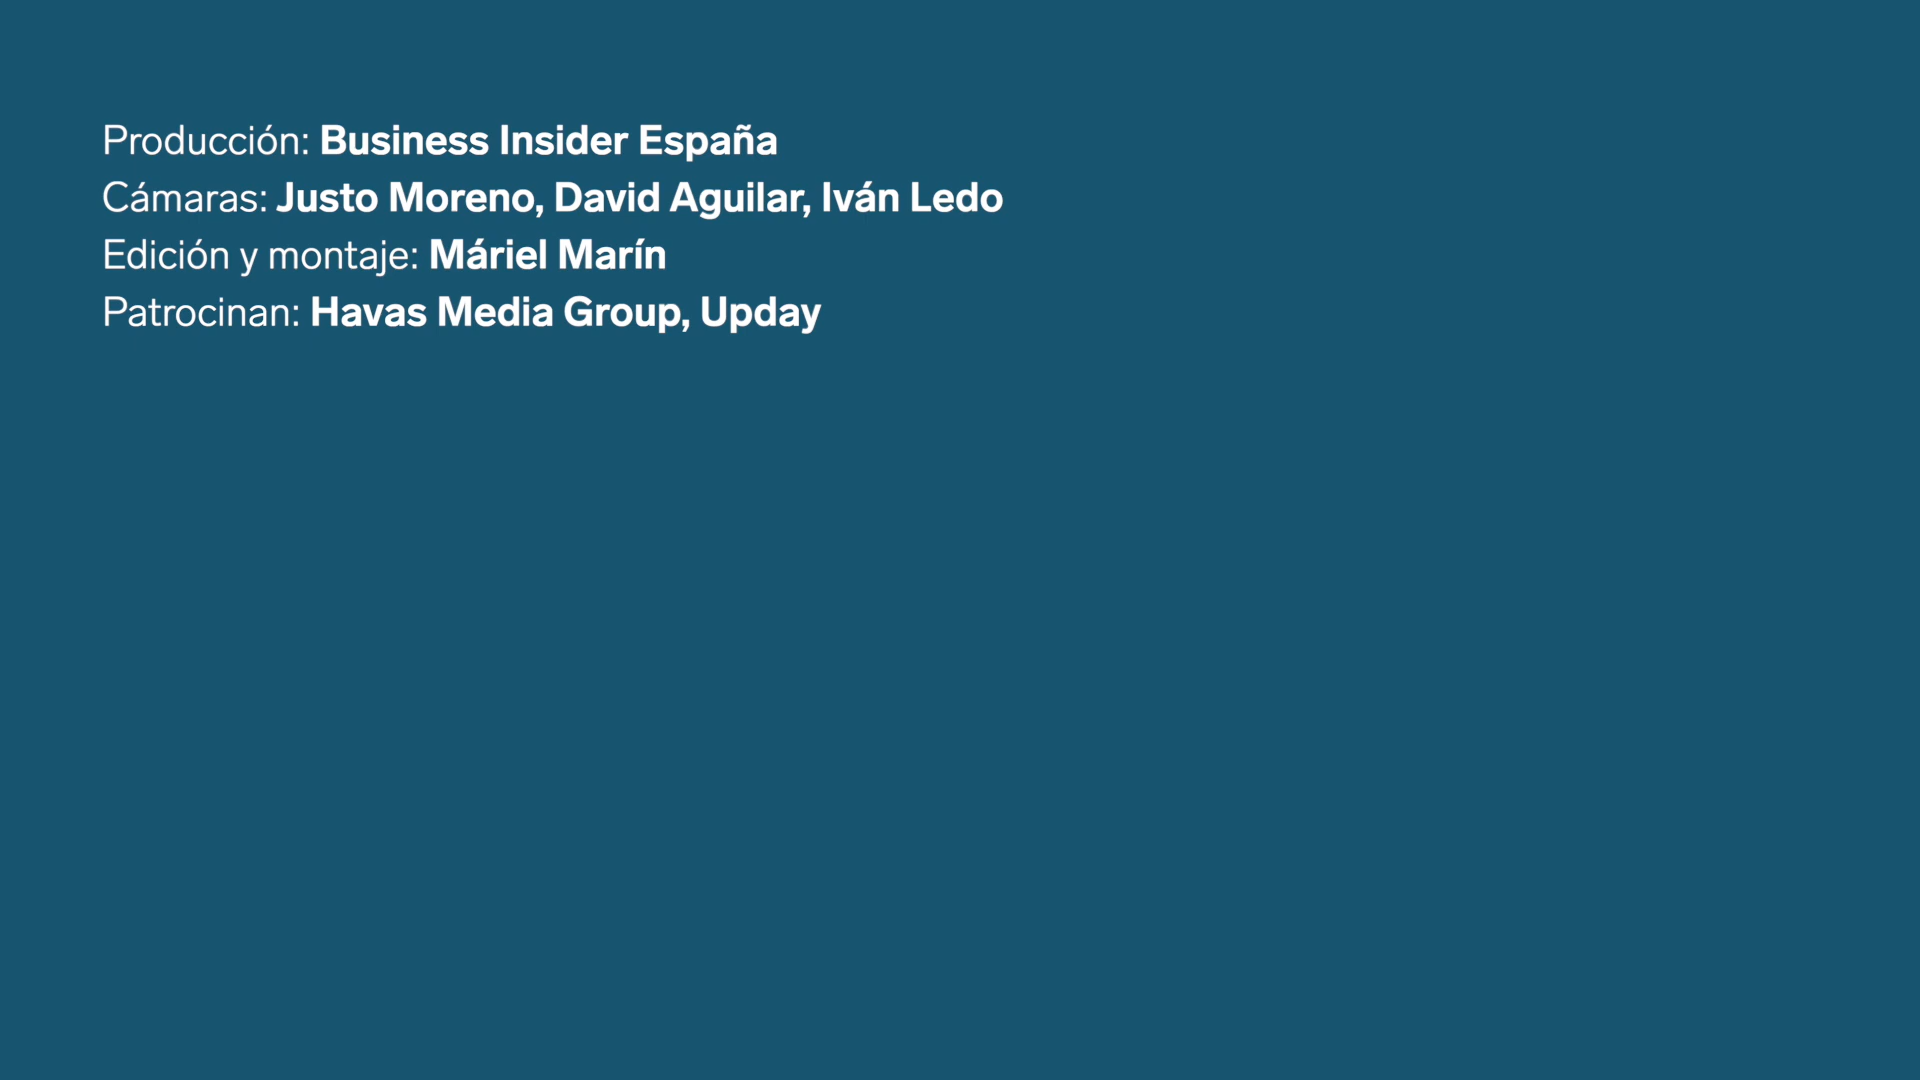 Producción: Business Insider España
Cámaras: Justo Moreno, David Aguilar, Iván Ledo
Edición y montaje: Máriel Marín
Patrocinan: Havas Media Group, Upday